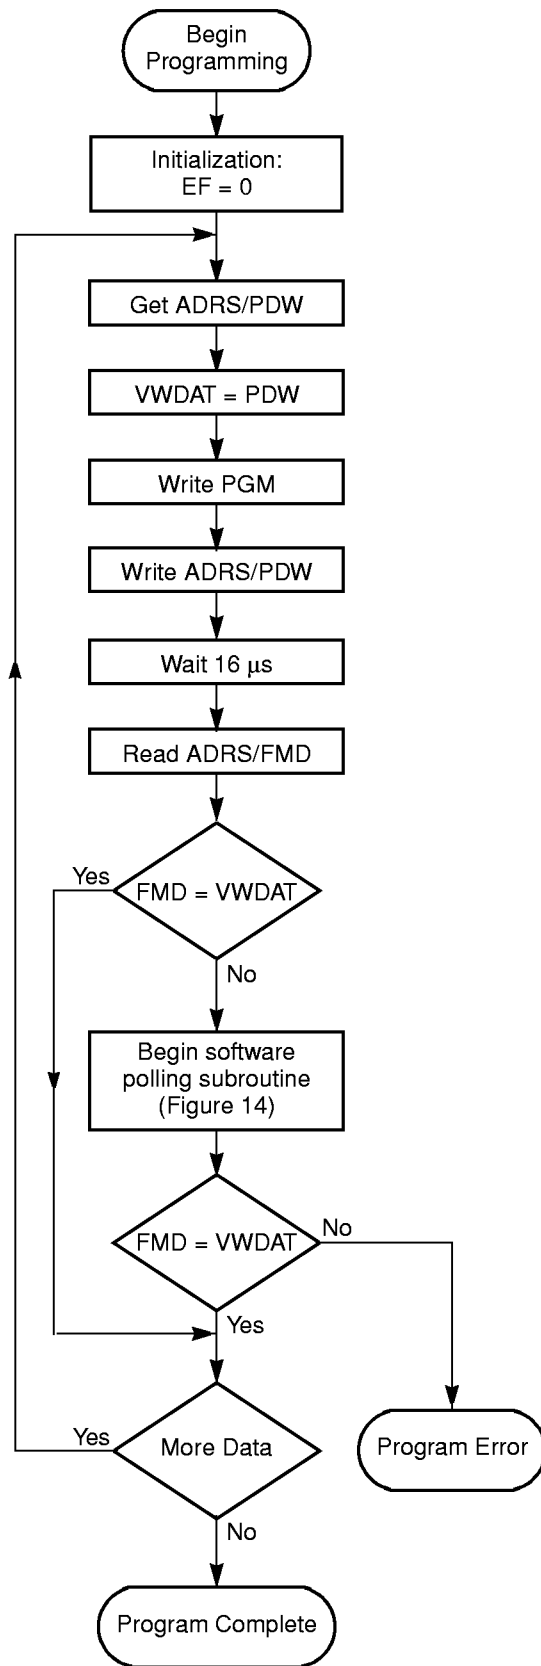 Begin
Programming
Initialization:
EF = 0
Get ADRS/PDW
VWDAT = PDW
Write PGM
Write ADRS/PDW
Wait 16 μs
Read ADRS/FMD
Yes
FMD = VWDAT
No
Begin software
polling subroutine
(Figure 14)
FMD = VWDAT
No
Yes
Yes
More Data
Program Error
No
Program Complete